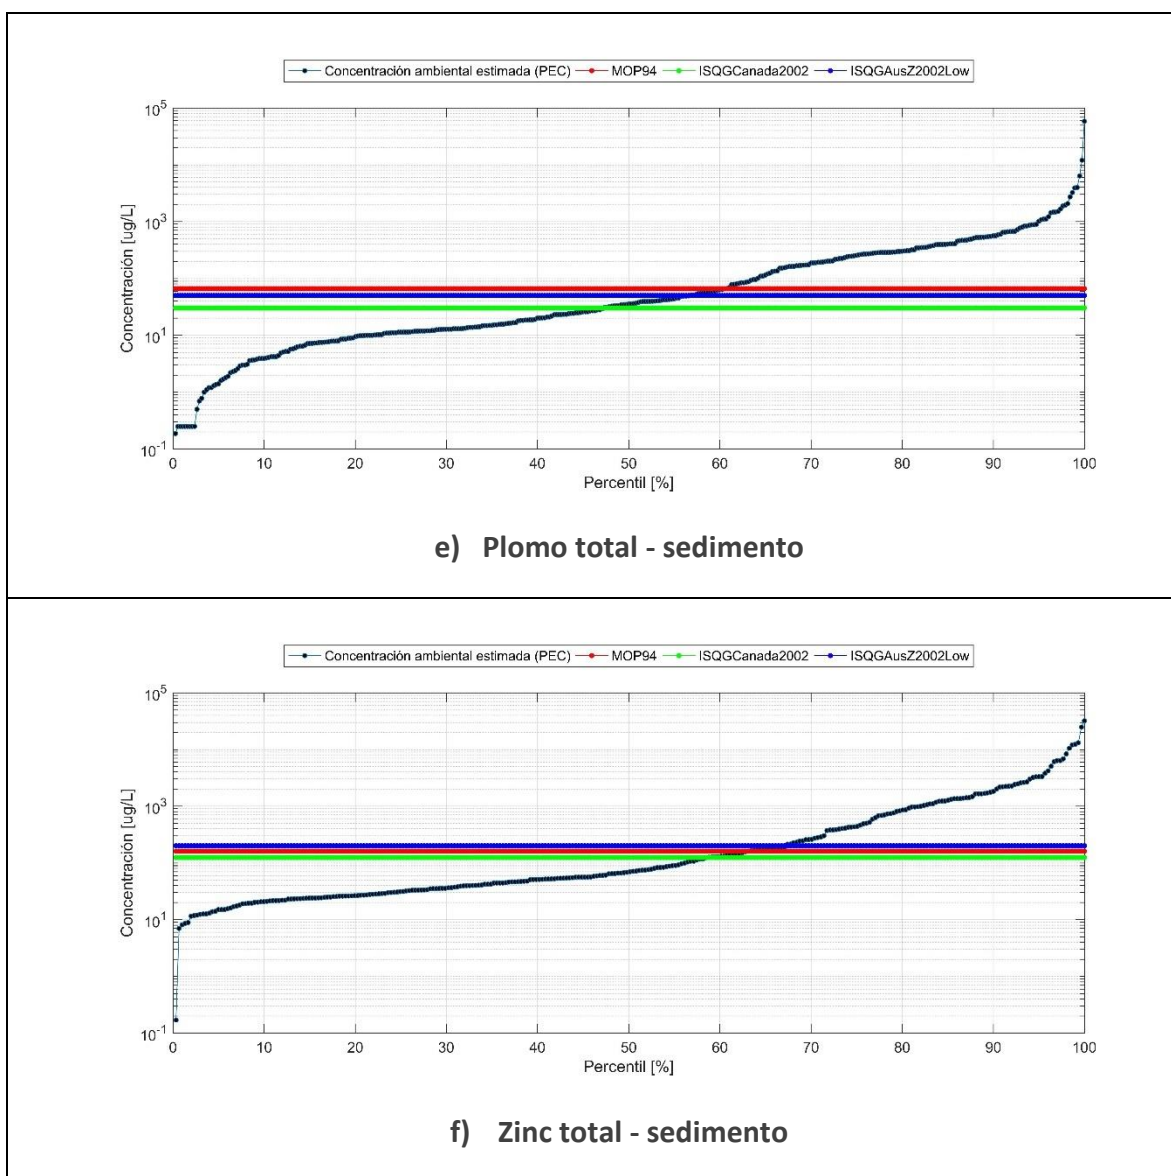 Concentración ambiental estimada (PEC) MOP94 ISQGCanada2002 ISQGAusZ2002Low
10^5
10^3
10^1
10^-1
Concentración [ug/L]
0 10 20 30 40 50 60 70 80 90 100
Percentil [%]
e) Plomo total - sedimento
Concentración ambiental estimada (PEC) MOP94 ISQGCanada2002 ISQGAusZ2002Low
10^5
10^3
10^1
10^-1
Concentración [ug/L]
0 10 20 30 40 50 60 70 80 90 100
Percentil [%]
f) Zinc total - sedimento